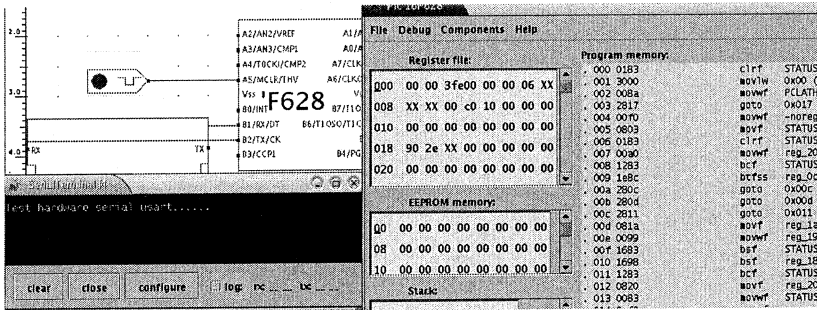 2.0
A2/AN2/VREF
A3/AN3/CMP1
A4/T0CKI/CMP2 A7/CLK
A5/MCLR/THV A6/CLKO
Vss
F628
B0/INT B7/T1O
B1/RX/DT B6/T1OSO/T1C
B2/TX/CK
B3/CCP1 B4/PG
3.0
4.0
RX
TX
Test hardware serial usart......
clear close configure log:
PIC16F628
File Debug Components Help
Register file:
000 00 00 3fe00 00 00 06 XX
008 XX XX 00 c0 10 00 00 00
010 00 00 00 00 00 00 00 00
018 90 2e XX 00 00 00 00 00
020 00 00 00 00 00 00 00 00
EEPROM memory:
00 00 00 00 00 00 00 00 00
08 00 00 00 00 00 00 00 00
10 00 00 00 00 00 00 00 00
Stack:
Program memory:
. 000 0183 clrf STATUS
. 001 3000 movlw 0x00 (
. 002 008a movwf PCLATH
. 003 2817 goto 0x017
. 004 00f0 movwf -noreg
. 005 0803 movf STATUS
. 006 0183 clrf STATUS
. 007 00a0 movwf reg_20
. 008 1283 bcf STATUS
. 009 1e8c btfss reg_0c
. 00a 280c goto 0x00c
. 00b 280d goto 0x00d
. 00c 2811 goto 0x011
. 00d 081a movf reg_1a
. 00e 0099 movwf reg_19
. 00f 1683 bsf STATUS
. 010 1698 bsf reg_18
. 011 1283 bcf STATUS
. 012 0820 movf reg_20
. 013 0083 movwf STATUS